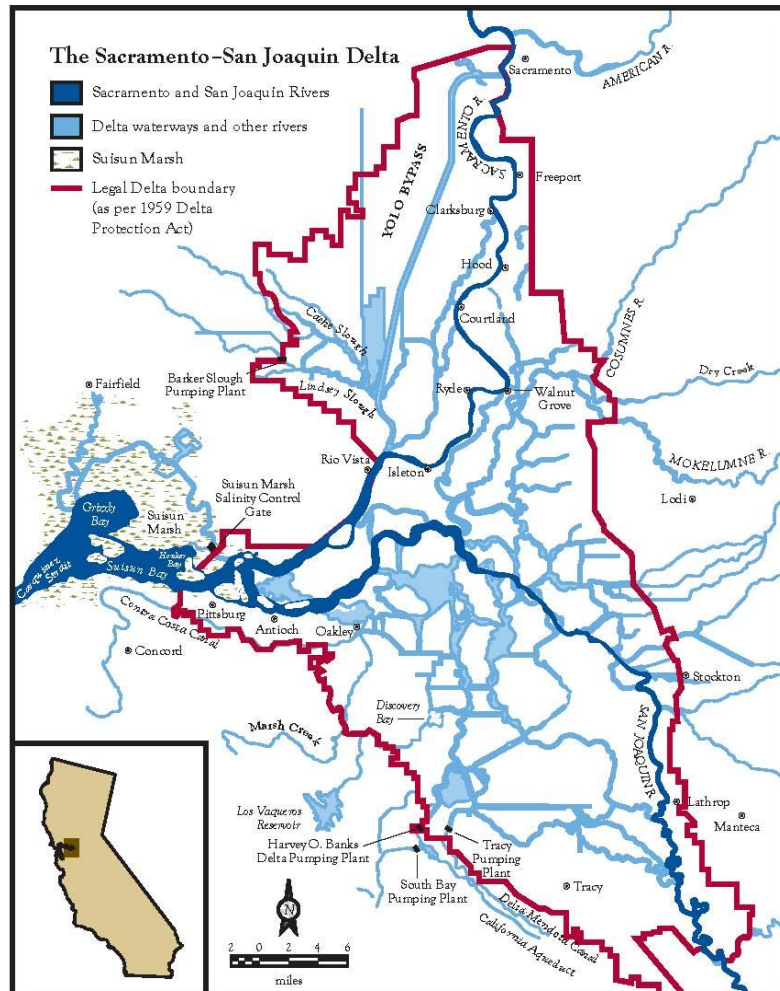 The Sacramento–San Joaquin Delta
Sacramento and San Joaquin Rivers
Delta waterways and other rivers
Suisun Marsh
Legal Delta boundary
(as per 1959 Delta
Protection Act)
Sacramento
AMERICAN R.
SACRAMENTO R.
YOLO BYPASS
Freeport
Clarksburg
Hood
Courtland
COSUMNES R.
Cache Slough
Barker Slough
Pumping Plant
Lindsey Slough
Ryde
Walnut
Grove
Dry Creek
Fairfield
MOKELUMNE R.
Rio Vista
Isleton
Lodi
Suisun Marsh
Salinity Control
Gate
Suisun
Marsh
Grizzly
Bay
Honker
Bay
Suisun Bay
Carquinez
Strait
Pittsburg
Antioch
Oakley
Contra Costa Canal
Concord
Stockton
Discovery
Bay
Marsh Creek
SAN JOAQUIN R.
Los Vaqueros
Reservoir
Lathrop
Manteca
Harvey O. Banks
Delta Pumping Plant
Tracy
Pumping
Plant
South Bay
Pumping Plant
Tracy
Delta Mendota Canal
California Aqueduct
N
2 0 2 4 6
miles